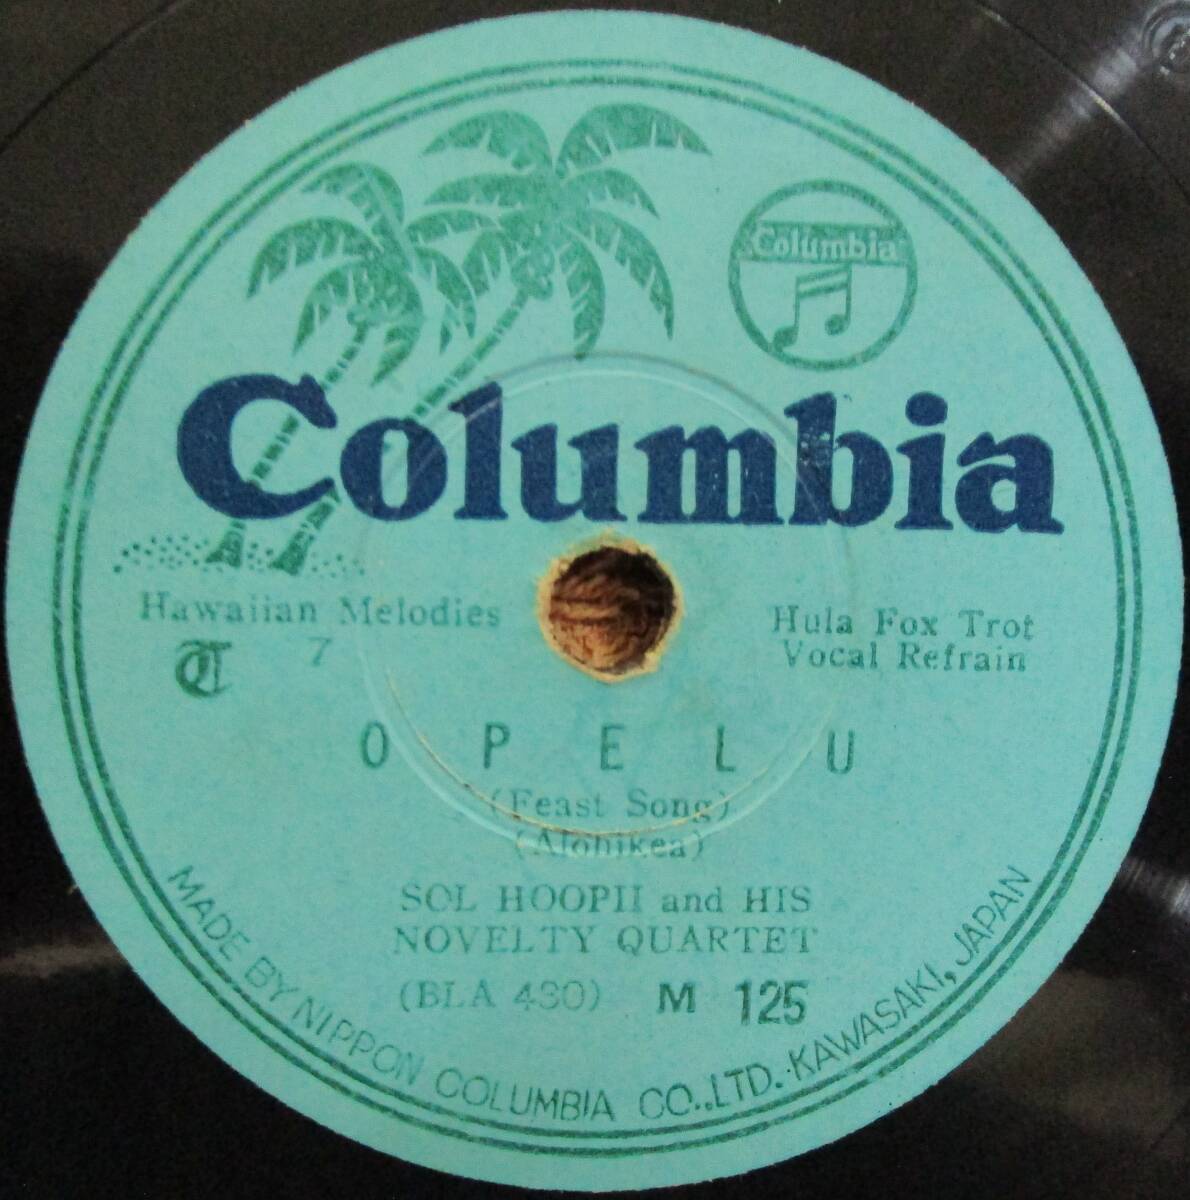 Columbia
Columbia
Hawaiian Melodies
T 7
Hula Fox Trot
Vocal Refrain
OPELU
(Feast Song)
(Alohikea)
SOL HOOPII and HIS
NOVELTY QUARTET
(BLA 430) M 125
MADE BY NIPPON COLUMBIA CO., LTD. KAWASAKI, JAPAN